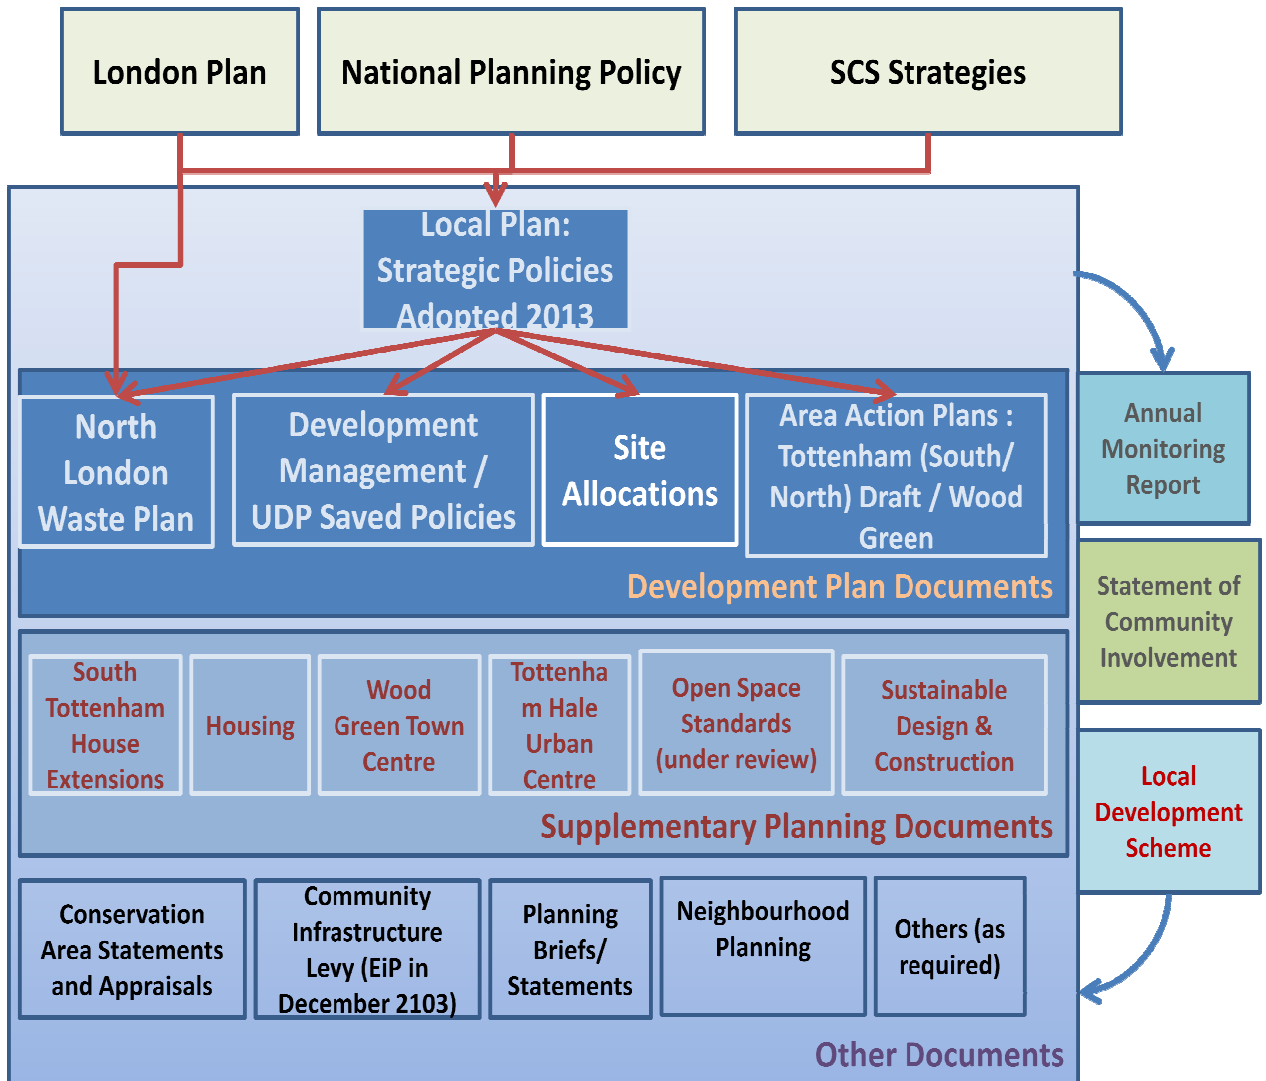 London Plan
National Planning Policy
SCS Strategies
Local Plan:
Strategic Policies
Adopted 2013
North
London
Waste Plan
Development
Management /
UDP Saved Policies
Site
Allocations
Area Action Plans :
Tottenham (South/
North) Draft / Wood
Green
Development Plan Documents
Annual
Monitoring
Report
Statement of
Community
Involvement
South
Tottenham
House
Extensions
Housing
Wood
Green Town
Centre
Tottenha
m Hale
Urban
Centre
Open Space
Standards
(under review)
Sustainable
Design &
Construction
Supplementary Planning Documents
Local
Development
Scheme
Conservation
Area Statements
and Appraisals
Community
Infrastructure
Levy (EiP in
December 2103)
Planning
Briefs/
Statements
Neighbourhood
Planning
Others (as
required)
Other Documents